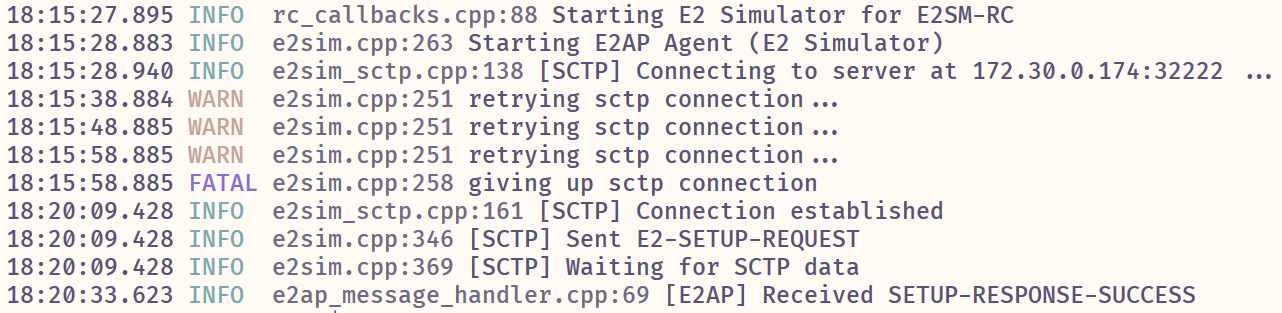 18:15:27.895 INFO  rc_callbacks.cpp:88 Starting E2 Simulator for E2SM-RC
18:15:28.883 INFO  e2sim.cpp:263 Starting E2AP Agent (E2 Simulator)
18:15:28.940 INFO  e2sim_sctp.cpp:138 [SCTP] Connecting to server at 172.30.0.174:32222 ...
18:15:38.884 WARN  e2sim.cpp:251 retrying sctp connection...
18:15:48.885 WARN  e2sim.cpp:251 retrying sctp connection...
18:15:58.885 WARN  e2sim.cpp:251 retrying sctp connection...
18:15:58.885 FATAL e2sim.cpp:258 giving up sctp connection
18:20:09.428 INFO  e2sim_sctp.cpp:161 [SCTP] Connection established
18:20:09.428 INFO  e2sim.cpp:346 [SCTP] Sent E2-SETUP-REQUEST
18:20:09.428 INFO  e2sim.cpp:369 [SCTP] Waiting for SCTP data
18:20:33.623 INFO  e2ap_message_handler.cpp:69 [E2AP] Received SETUP-RESPONSE-SUCCESS